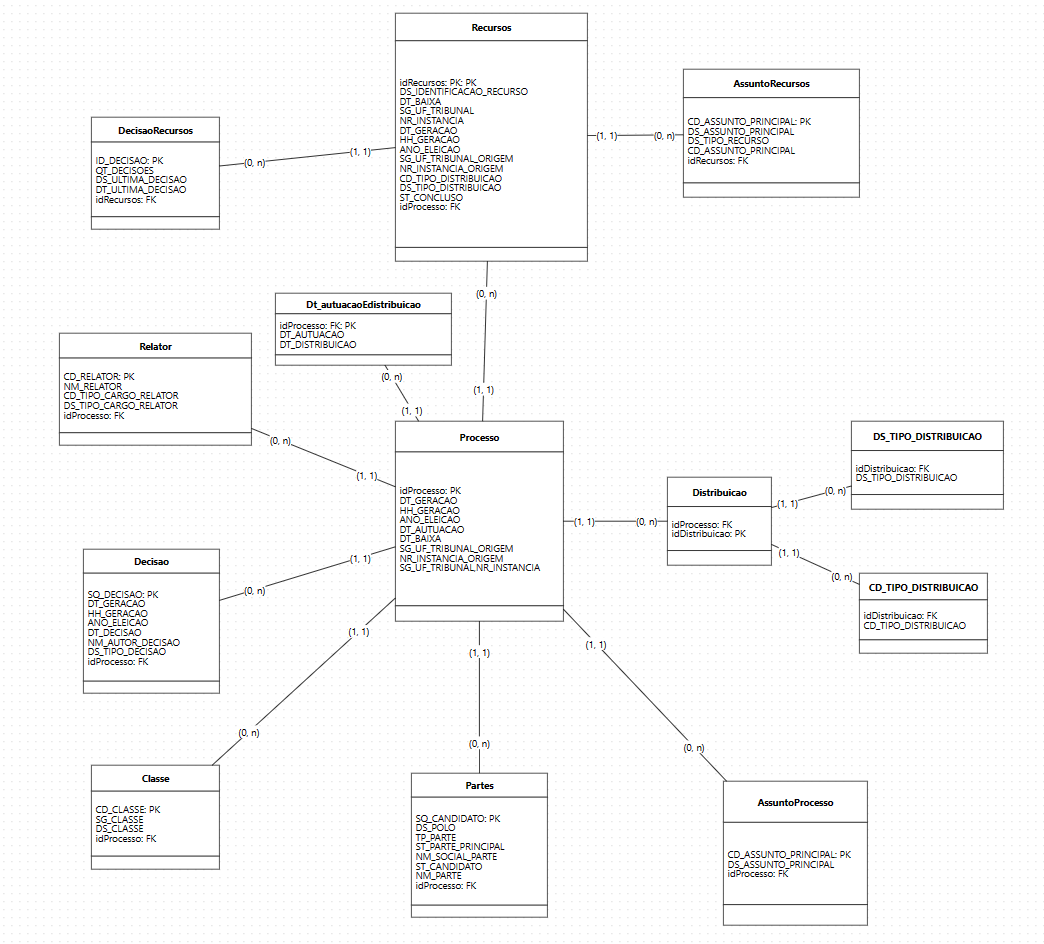 Recursos
idRecursos: PK: PK
DS_IDENTIFICACAO_RECURSO
DT_BAIXA
SG_UF_TRIBUNAL
NR_INSTANCIA
DT_GERACAO
HH_GERACAO
ANO_ELEICAO
SG_UF_TRIBUNAL_ORIGEM
NR_INSTANCIA_ORIGEM
CD_TIPO_DISTRIBUICAO
DS_TIPO_DISTRIBUICAO
ST_CONCLUSO
idProcesso: FK
AssuntoRecursos
CD_ASSUNTO_PRINCIPAL: PK
DS_ASSUNTO_PRINCIPAL
DS_TIPO_RECURSO
CD_ASSUNTO_PRINCIPAL
idRecursos: FK
(1, 1)
(0, n)
DecisaoRecursos
ID_DECISAO: PK
QT_DECISOES
DS_ULTIMA_DECISAO
DT_ULTIMA_DECISAO
idRecursos: FK
(0, n)
(1, 1)
(0, n)
(1, 1)
Dt_autuacaoEdistribuicao
idProcesso: FK: PK
DT_AUTUACAO
DT_DISTRIBUICAO
(0, n)
(1, 1)
Relator
CD_RELATOR: PK
NM_RELATOR
CD_TIPO_CARGO_RELATOR
DS_TIPO_CARGO_RELATOR
idProcesso: FK
(0, n)
(1, 1)
Processo
idProcesso: PK
DT_GERACAO
HH_GERACAO
ANO_ELEICAO
DT_AUTUACAO
DT_BAIXA
SG_UF_TRIBUNAL_ORIGEM
NR_INSTANCIA_ORIGEM
SG_UF_TRIBUNAL,NR_INSTANCIA
(1, 1)
(0, n)
Distribuicao
idProcesso: FK
idDistribuicao: PK
(1, 1)
(0, n)
DS_TIPO_DISTRIBUICAO
idDistribuicao: FK
DS_TIPO_DISTRIBUICAO
(1, 1)
(0, n)
CD_TIPO_DISTRIBUICAO
idDistribuicao: FK
CD_TIPO_DISTRIBUICAO
Decisao
SQ_DECISAO: PK
DT_GERACAO
HH_GERACAO
ANO_ELEICAO
DT_DECISAO
NM_AUTOR_DECISAO
DS_TIPO_DECISAO
idProcesso: FK
(0, n)
(1, 1)
(1, 1)
(0, n)
(1, 1)
(0, n)
(1, 1)
(0, n)
Classe
CD_CLASSE: PK
SG_CLASSE
DS_CLASSE
idProcesso: FK
Partes
SQ_CANDIDATO: PK
DS_POLO
TP_PARTE
ST_PARTE_PRINCIPAL
NM_SOCIAL_PARTE
ST_CANDIDATO
NM_PARTE
idProcesso: FK
AssuntoProcesso
CD_ASSUNTO_PRINCIPAL: PK
DS_ASSUNTO_PRINCIPAL
idProcesso: FK